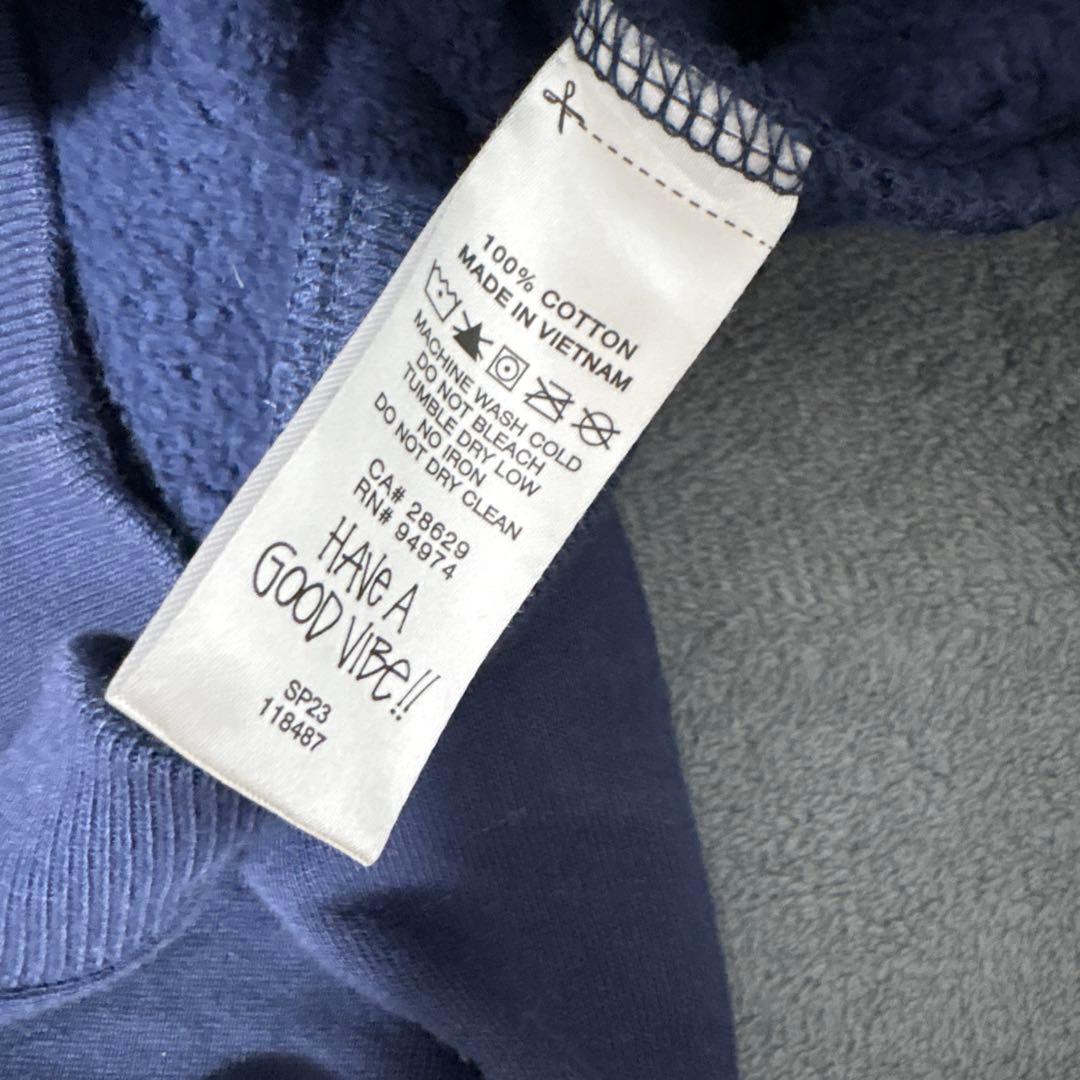 100% COTTON
MADE IN VIETNAM
MACHINE WASH COLD
DO NOT BLEACH
TUMBLE DRY LOW
NO IRON
DO NOT DRY CLEAN
CA# 28629
RN# 94974
HAVE A
GOOD VIBE!!
SP23
118487